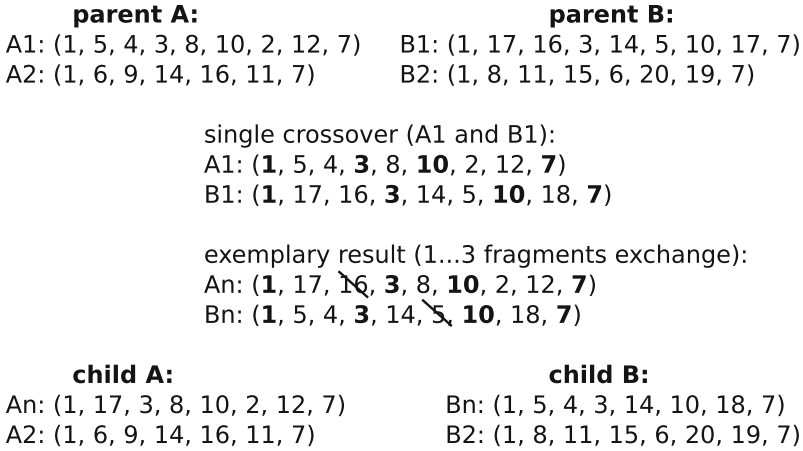 parent A:
A1: (1, 5, 4, 3, 8, 10, 2, 12, 7)
A2: (1, 6, 9, 14, 16, 11, 7)
parent B:
B1: (1, 17, 16, 3, 14, 5, 10, 17, 7)
B2: (1, 8, 11, 15, 6, 20, 19, 7)
single crossover (A1 and B1):
A1: (1, 5, 4, 3, 8, 10, 2, 12, 7)
B1: (1, 17, 16, 3, 14, 5, 10, 18, 7)
exemplary result (1...3 fragments exchange):
An: (1, 17, 16, 3, 8, 10, 2, 12, 7)
Bn: (1, 5, 4, 3, 14, 5, 10, 18, 7)
child A:
An: (1, 17, 3, 8, 10, 2, 12, 7)
A2: (1, 6, 9, 14, 16, 11, 7)
child B:
Bn: (1, 5, 4, 3, 14, 10, 18, 7)
B2: (1, 8, 11, 15, 6, 20, 19, 7)